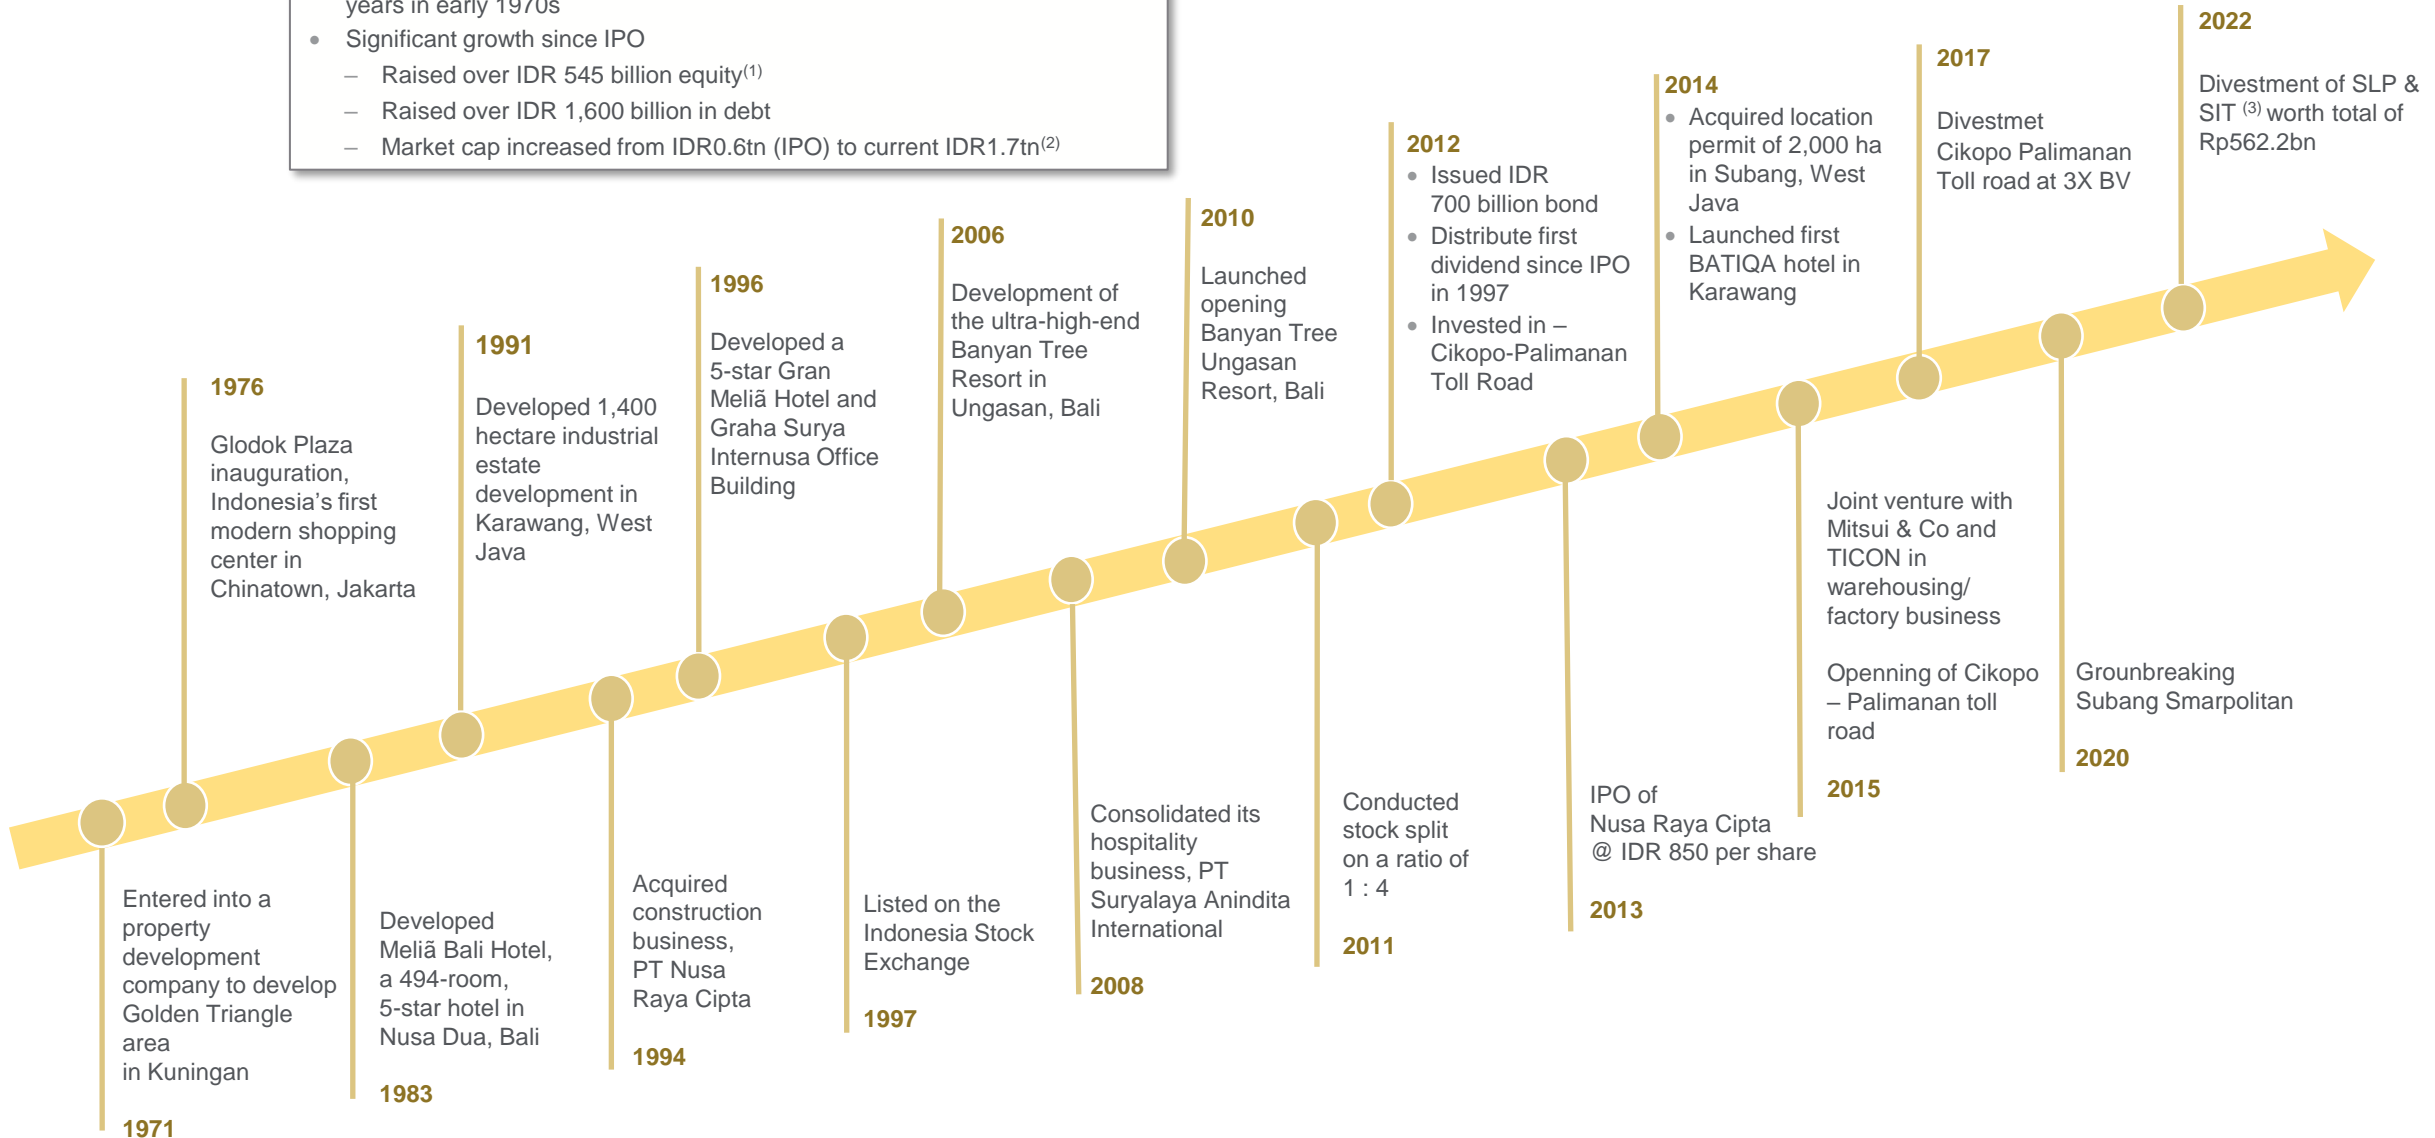 years in early 1970s
• Significant growth since IPO
– Raised over IDR 545 billion equity(1)
– Raised over IDR 1,600 billion in debt
– Market cap increased from IDR0.6tn (IPO) to current IDR1.7tn(2)
1971
Entered into a
property
development
company to develop
Golden Triangle
area
in Kuningan
1976
Glodok Plaza
inauguration,
Indonesia's first
modern shopping
center in
Chinatown, Jakarta
Developed
Meliã Bali Hotel,
a 494-room,
5-star hotel in
Nusa Dua, Bali
1983
1991
Developed 1,400
hectare industrial
estate
development in
Karawang, West
Java
Acquired
construction
business,
PT Nusa
Raya Cipta
1994
1996
Developed a
5-star Gran
Meliã Hotel and
Graha Surya
Internusa Office
Building
Listed on the
Indonesia Stock
Exchange
1997
2006
Development of
the ultra-high-end
Banyan Tree
Resort in
Ungasan, Bali
Consolidated its
hospitality
business, PT
Suryalaya Anindita
International
2008
2010
Launched
opening
Banyan Tree
Ungasan
Resort, Bali
Conducted
stock split
on a ratio of
1 : 4
2011
2012
• Issued IDR
700 billion bond
• Distribute first
dividend since IPO
in 1997
• Invested in –
Cikopo-Palimanan
Toll Road
IPO of
Nusa Raya Cipta
@ IDR 850 per share
2013
2014
• Acquired location
permit of 2,000 ha
in Subang, West
Java
• Launched first
BATIQA hotel in
Karawang
Joint venture with
Mitsui & Co and
TICON in
warehousing/
factory business
Openning of Cikopo
– Palimanan toll
road
2015
2017
Divestmet
Cikopo Palimanan
Toll road at 3X BV
Grounbreaking
Subang Smarpolitan
2020
2022
Divestment of SLP &
SIT (3) worth total of
Rp562.2bn